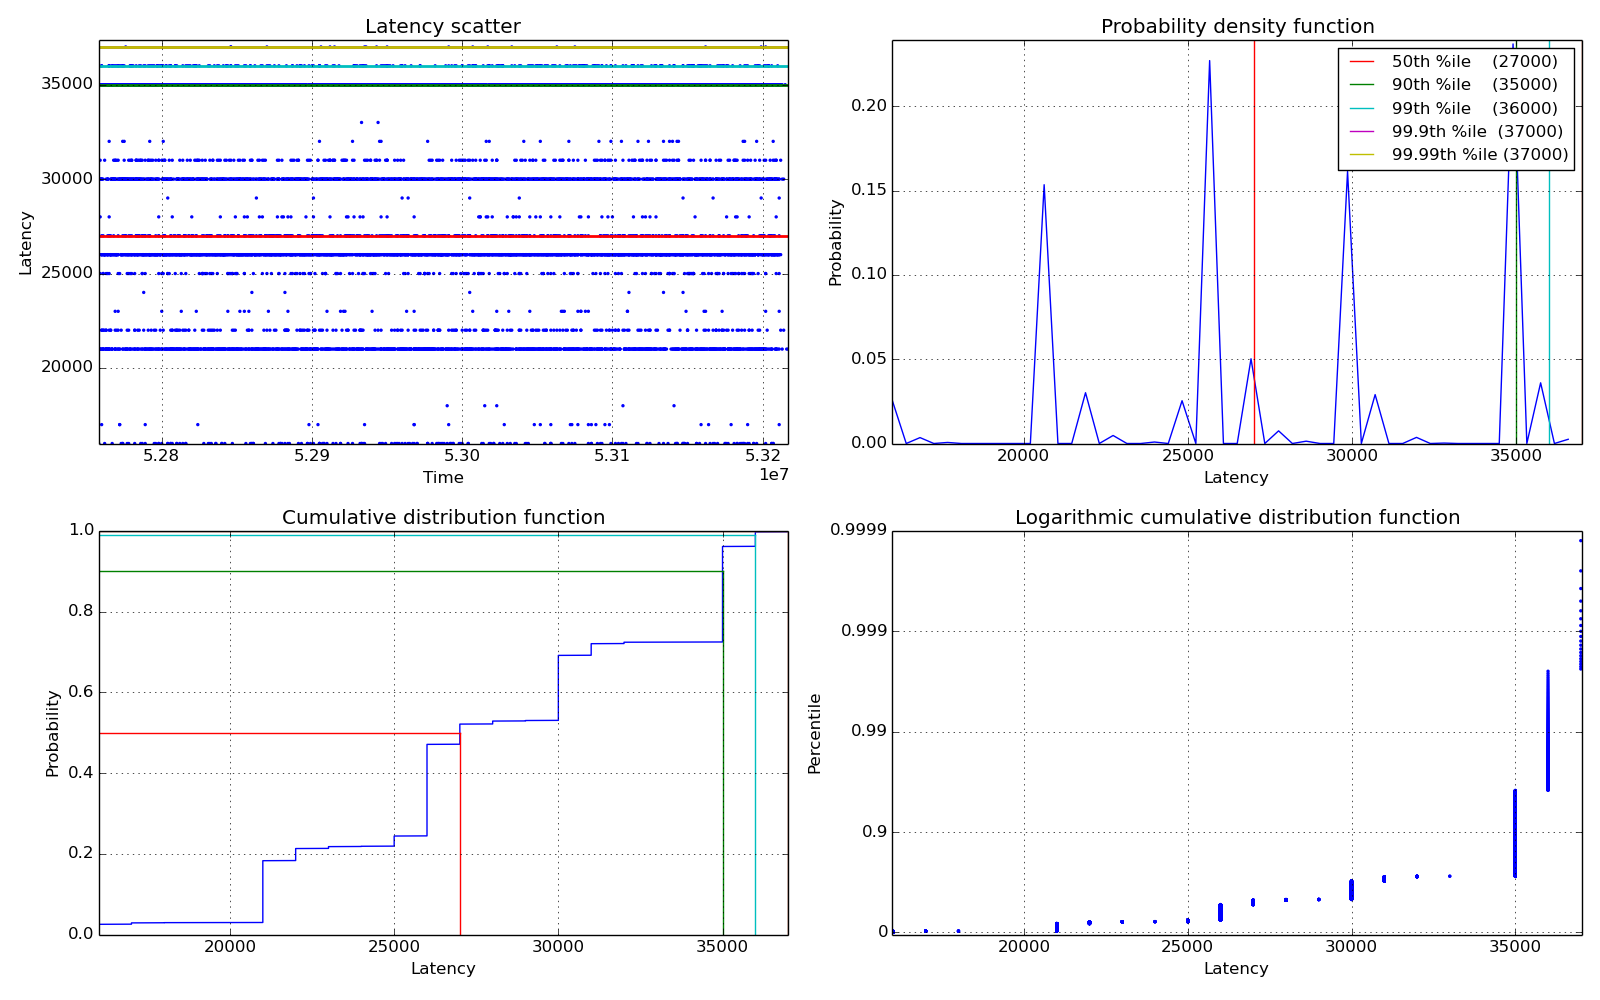 Latency scatter
35000
30000
25000
20000
Latency
5.28 5.29 5.30 5.31 5.32
1e7
Time
Probability density function
50th %ile (27000)
90th %ile (35000)
99th %ile (36000)
99.9th %ile (37000)
99.99th %ile (37000)
0.20
0.15
0.10
0.05
0.00
Probability
20000 25000 30000 35000
Latency
Cumulative distribution function
1.0
0.8
0.6
0.4
0.2
0.0
Probability
20000 25000 30000 35000
Latency
Logarithmic cumulative distribution function
0.9999
0.999
0.99
0.9
0
Percentile
20000 25000 30000 35000
Latency